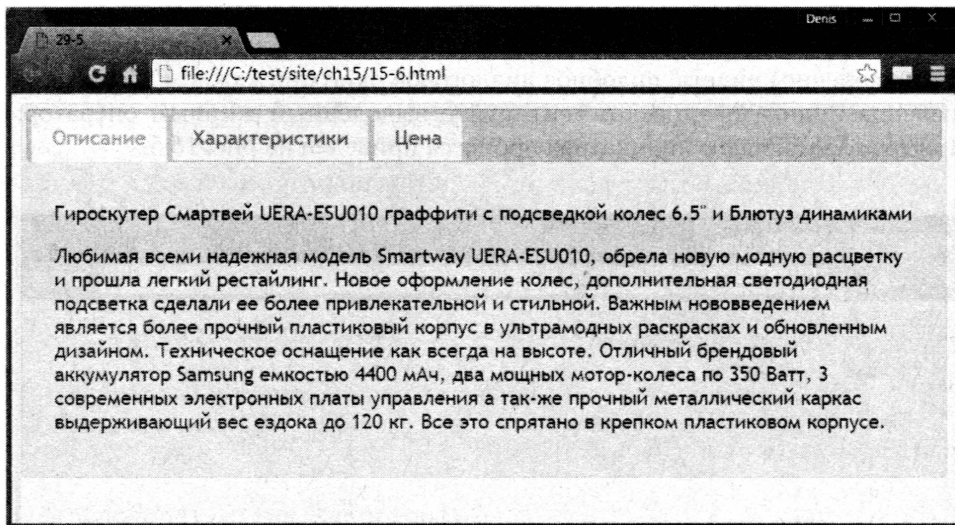 Denis
29-5
file:///C:/test/site/ch15/15-6.html
Описание Характеристики Цена
Гироскутер Смартвей UERA-ESU010 граффити с подсведкой колес 6.5" и Блютуз динамиками
Любимая всеми надежная модель Smartway UERA-ESU010, обрела новую модную расцветку
и прошла легкий рестайлинг. Новое оформление колес, дополнительная светодиодная
подсветка сделали ее более привлекательной и стильной. Важным нововведением
является более прочный пластиковый корпус в ультрамодных раскрасках и обновленным
дизайном. Техническое оснащение как всегда на высоте. Отличный брендовый
аккумулятор Samsung емкостью 4400 мАч, два мощных мотор-колеса по 350 Ватт, 3
современных электронных платы управления а так-же прочный металлический каркас
выдерживающий вес ездока до 120 кг. Все это спрятано в крепком пластиковом корпусе.